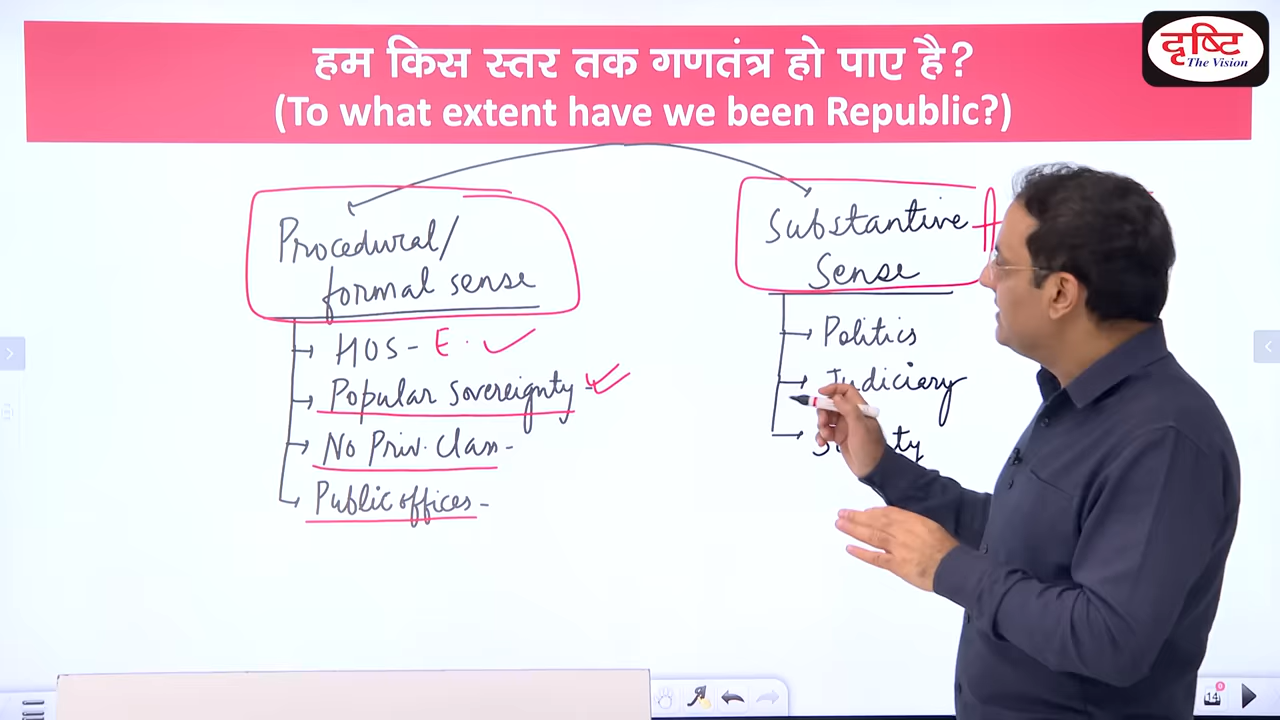 हम किस स्तर तक गणतंत्र हो पाए है?
(To what extent have we been Republic?)
दृष्टि
The Vision
Procedural/
formal sense
HOS - E.
Popular Sovereignty -
No Priv. Class -
Public offices -
Substantive
Sense
Politics
Judiciary
14